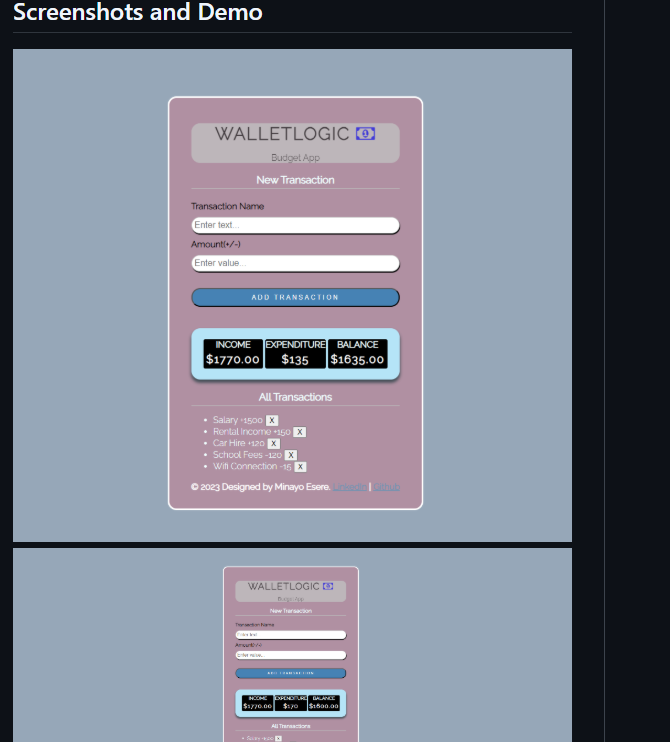 Screenshots and Demo
WALLETLOGIC
Budget App
New Transaction
Transaction Name
Enter text...
Amount(+/-)
Enter value...
ADD TRANSACTION
INCOME EXPENDITURE BALANCE
$1770.00 $135 $1635.00
All Transactions
Salary +1500 X
Rental Income +150 X
Car Hire +120 X
School Fees -120 X
Wifi Connection -15 X
© 2023 Designed by Minayo Esere. LinkedIn | Github
WALLETLOGIC
Budget App
New Transaction
Transaction Name
Enter text...
Amount(+/-)
Enter value...
ADD TRANSACTION
INCOME EXPENDITURE BALANCE
$1770.00 $170 $1600.00
All Transactions
Salary +1500 X